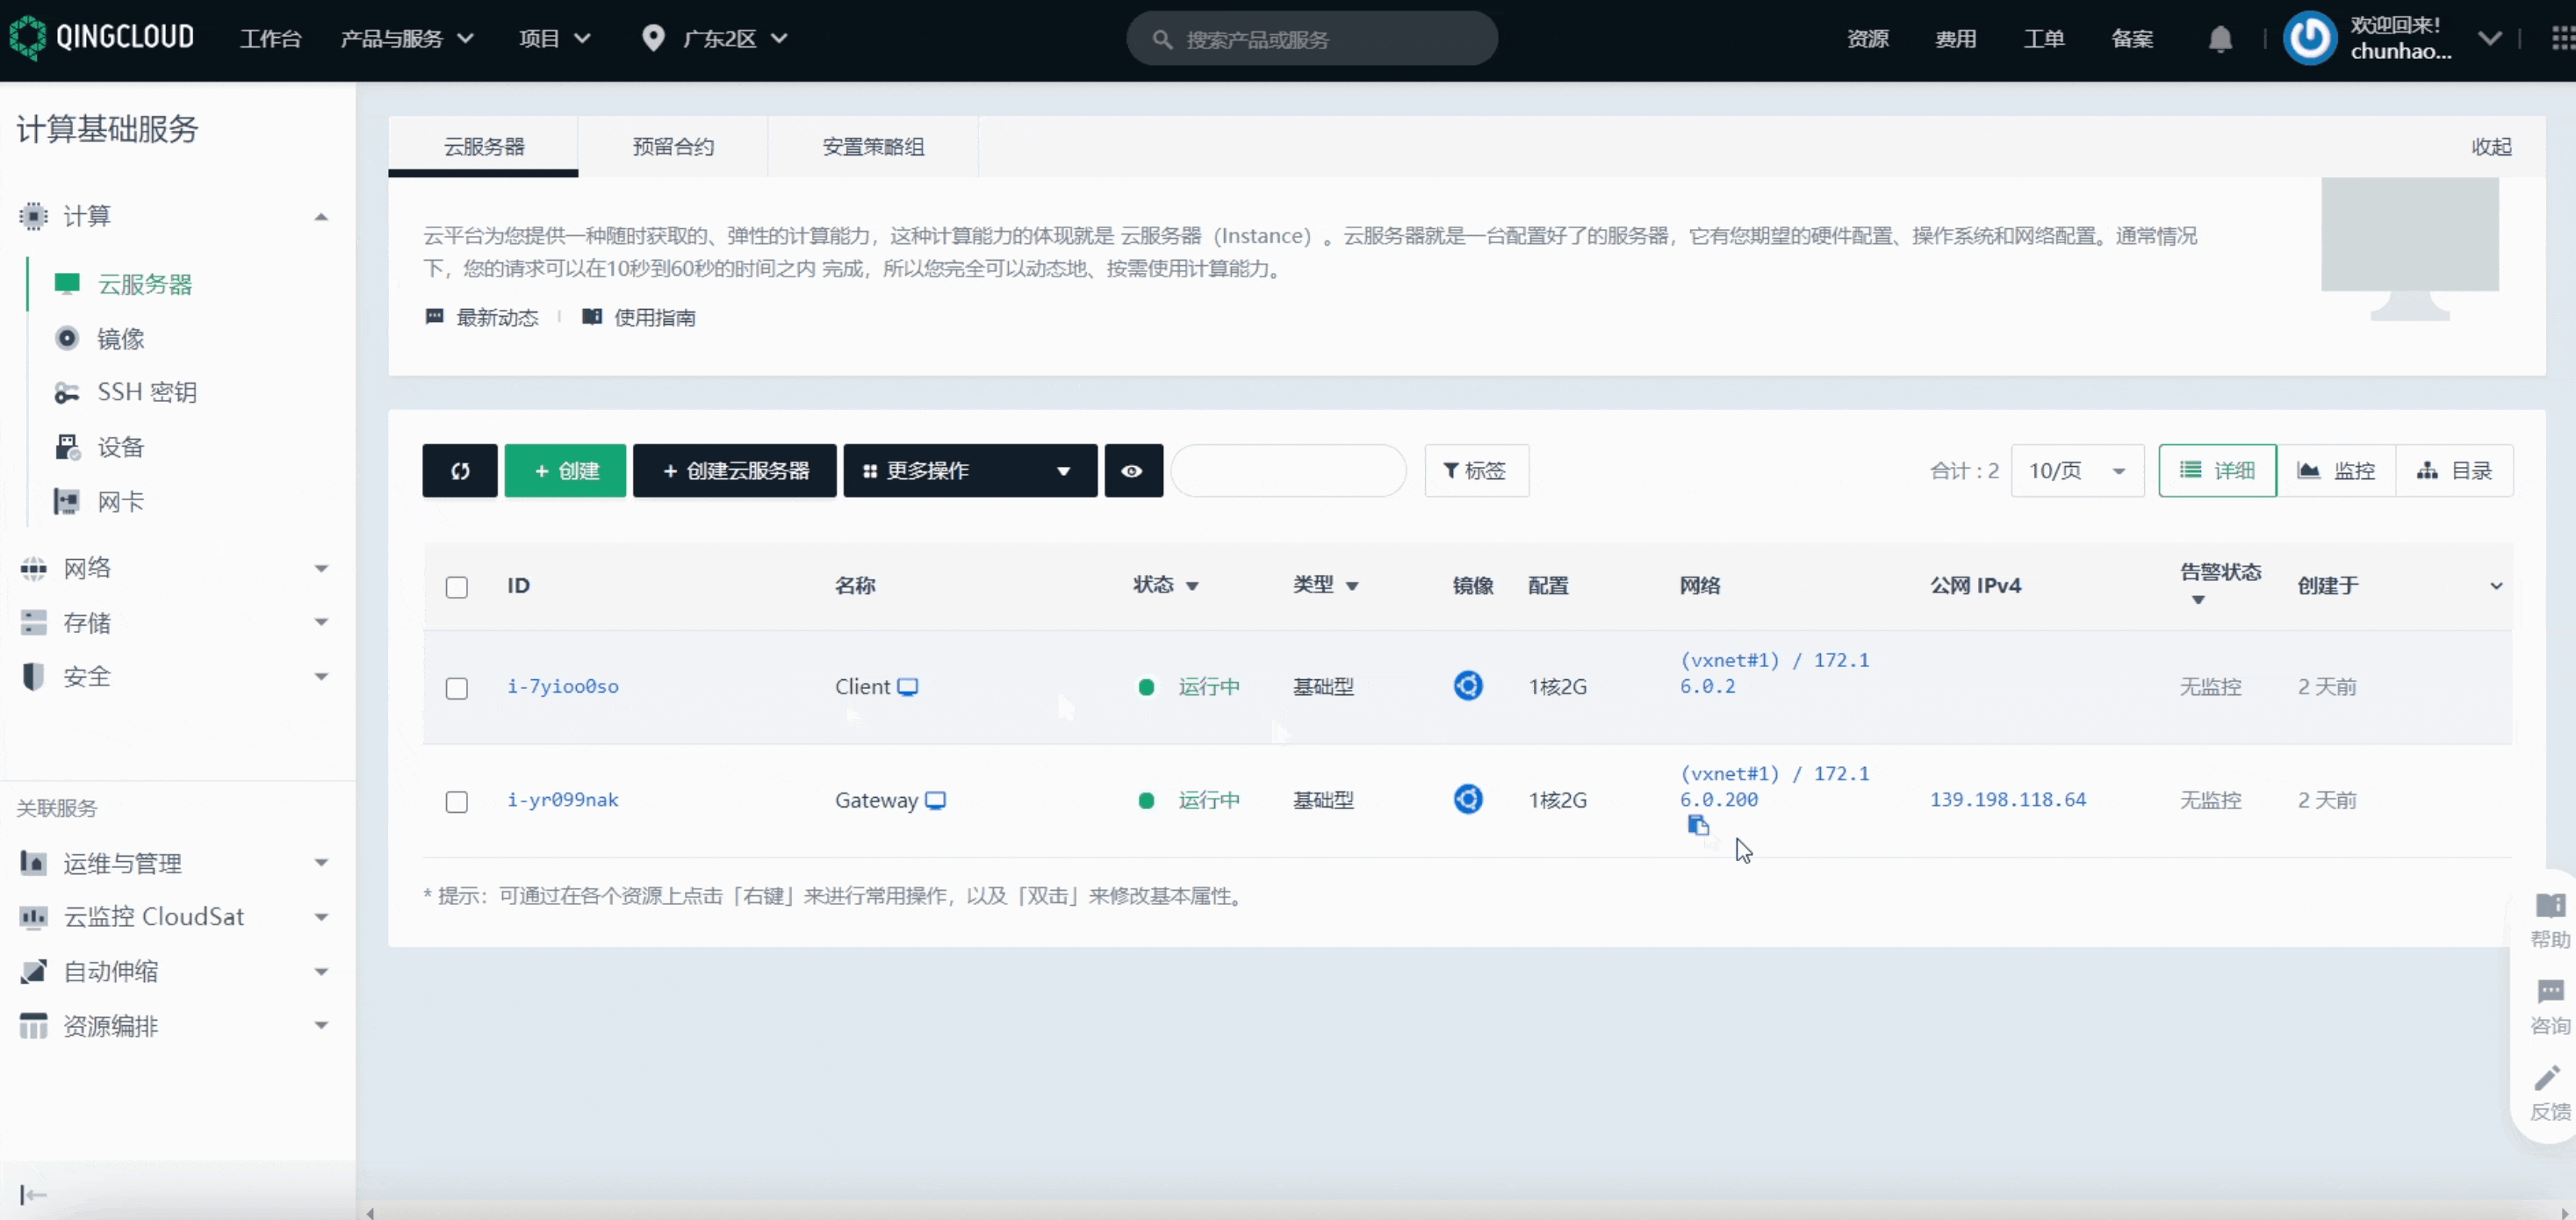 QINGCLOUD 工作台 产品与服务 项目 广东2区 搜索产品或服务 资源 费用 工单 备案 欢迎回来!
chunhao...
计算基础服务
计算
云服务器
镜像
SSH 密钥
设备
网卡
网络
存储
安全
关联服务
运维与管理
云监控 CloudSat
自动伸缩
资源编排
云服务器 预留合约 安置策略组 收起
云平台为您提供一种随时获取的、弹性的计算能力，这种计算能力的体现就是 云服务器（Instance）。云服务器就是一台配置好了的服务器，它有您期望的硬件配置、操作系统和网络配置。通常情况
下，您的请求可以在10秒到60秒的时间之内 完成，所以您完全可以动态地、按需使用计算能力。
最新动态 使用指南
+ 创建 + 创建云服务器 更多操作 标签 合计 : 2 10/页 详细 监控 目录
ID 名称 状态 类型 镜像 配置 网络 公网 IPv4 告警状态 创建于
i-7yioo0so Client 运行中 基础型 1核2G (vxnet#1) / 172.1
6.0.2 无监控 2 天前
i-yr099nak Gateway 运行中 基础型 1核2G (vxnet#1) / 172.1
6.0.200 139.198.118.64 无监控 2 天前
* 提示：可通过在各个资源上点击「右键」来进行常用操作，以及「双击」来修改基本属性。
帮助
咨询
反馈